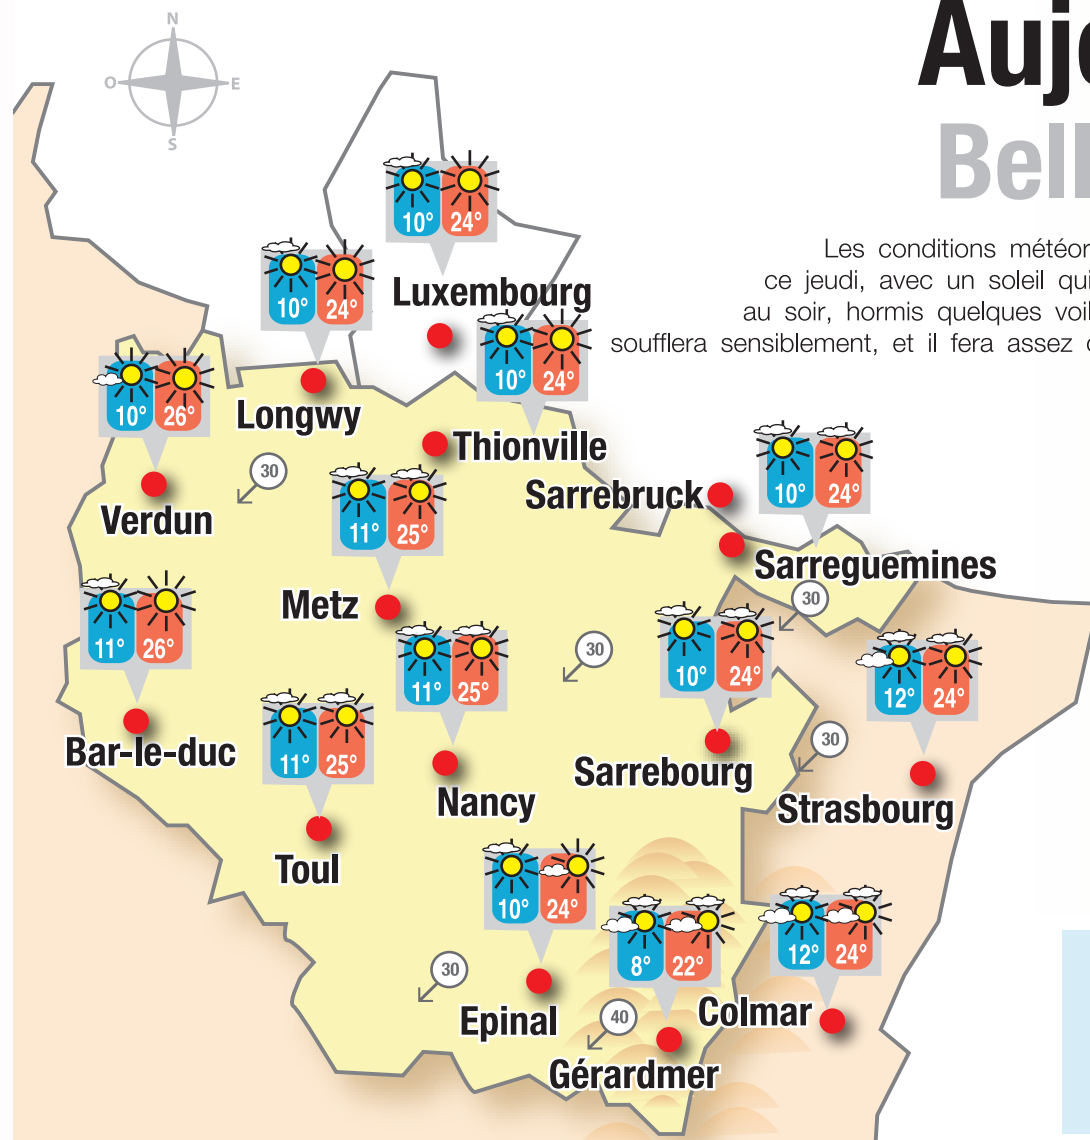 Aujo
Bell
Les conditions météor
ce jeudi, avec un soleil qui
au soir, hormis quelques voil
soufflera sensiblement, et il fera assez
N
O E
S
10° 24°
Luxembourg
10° 24°
Longwy
10° 24°
Thionville
10° 26°
Verdun
30
11° 25°
Metz
Sarrebruck
10° 24°
Sarreguemines
30
11° 26°
Bar-le-duc
11° 25°
Nancy
30
10° 24°
Sarrebourg
12° 24°
Strasbourg
30
11° 25°
Toul
10° 24°
Epinal
30
8° 22°
Gérardmer
40
12° 24°
Colmar